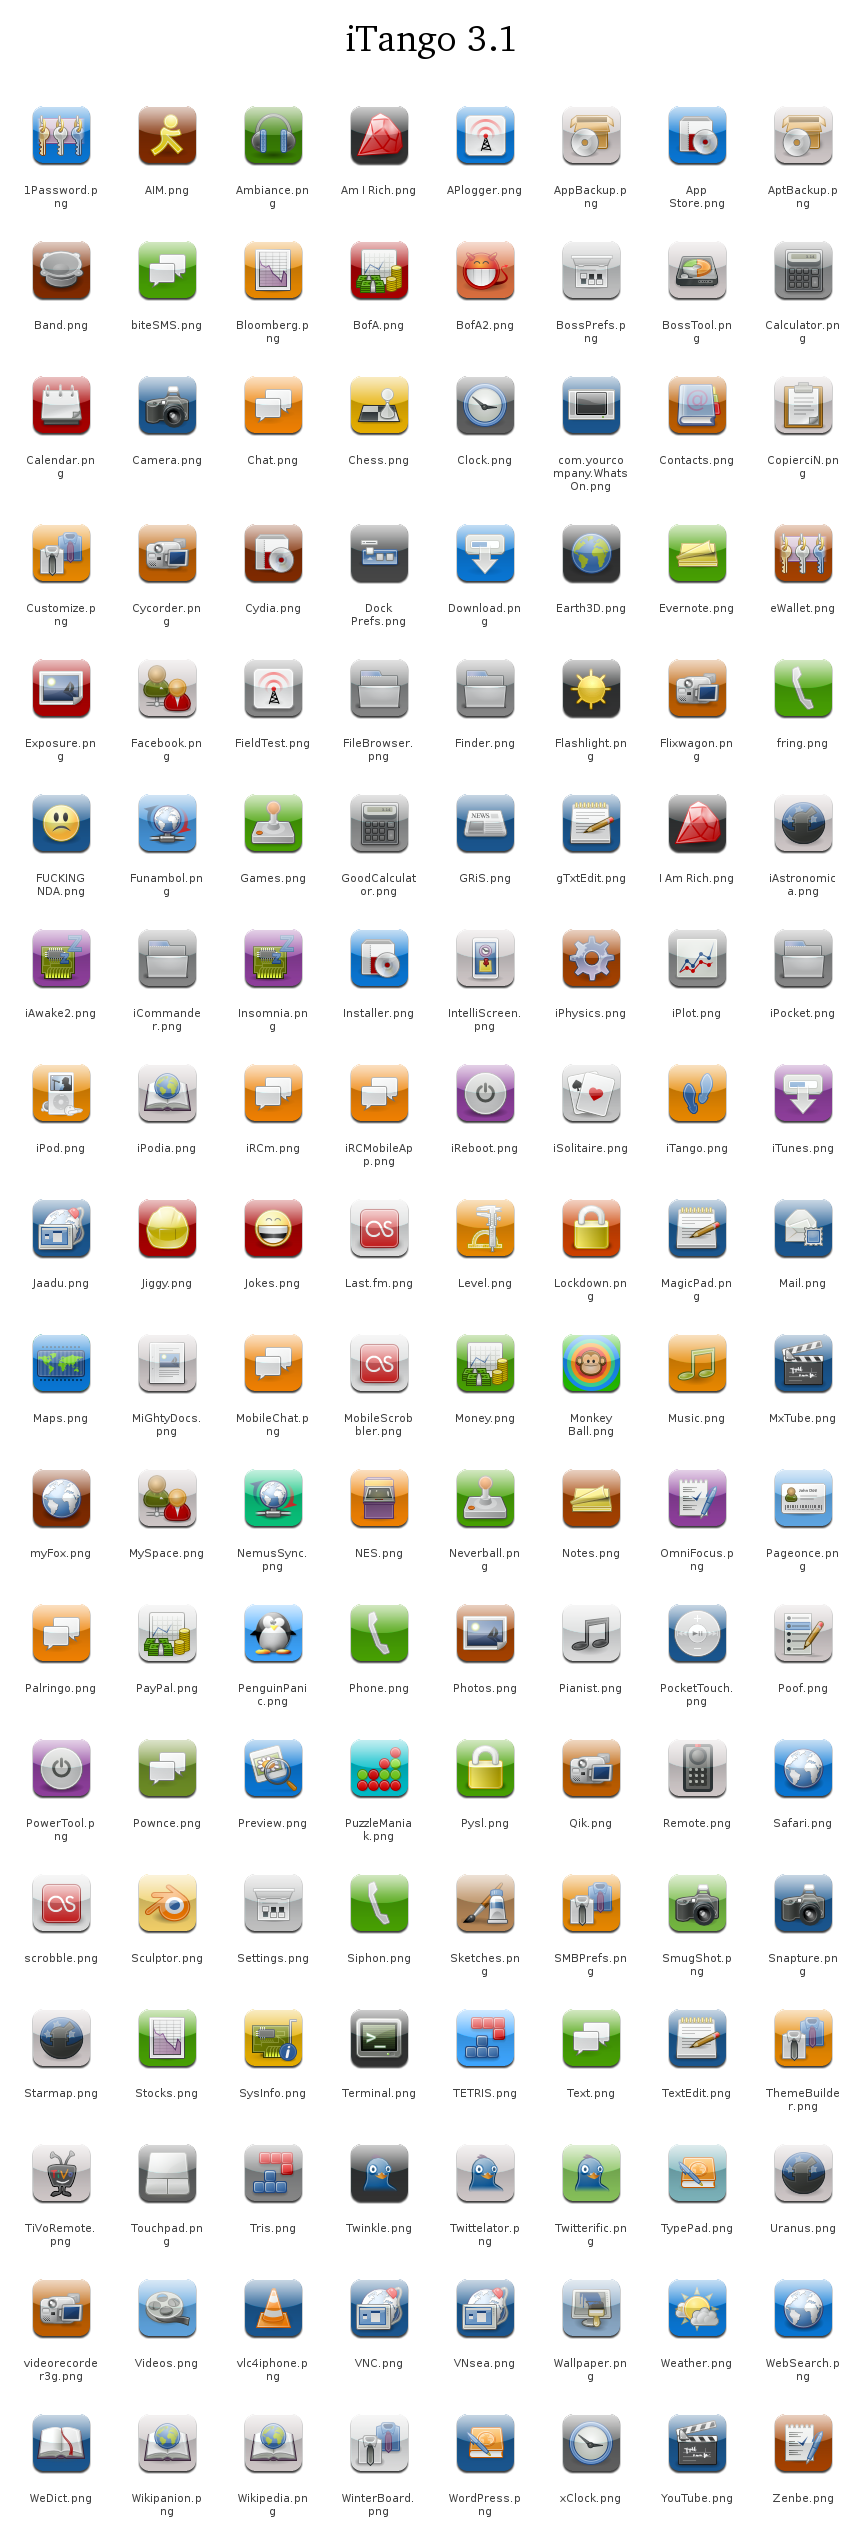 iTango 3.1
1Password.p
ng
AIM.png
Ambiance.pn
g
Am I Rich.png
APlogger.png
AppBackup.p
ng
App
Store.png
AptBackup.p
ng
Band.png
biteSMS.png
Bloomberg.p
ng
BofA.png
BofA2.png
BossPrefs.p
ng
BossTool.pn
g
Calculator.pn
g
Calendar.pn
g
Camera.png
Chat.png
Chess.png
Clock.png
com.yourco
mpany.Whats
On.png
Contacts.png
CopierciN.pn
g
Customize.p
ng
Cycorder.pn
g
Cydia.png
Dock
Prefs.png
Download.pn
g
Earth3D.png
Evernote.png
eWallet.png
Exposure.pn
g
Facebook.pn
g
FieldTest.png
FileBrowser.
png
Finder.png
Flashlight.pn
g
Flixwagon.pn
g
fring.png
FUCKING
NDA.png
Funambol.pn
g
Games.png
GoodCalculat
or.png
NEWS
GRiS.png
gTxtEdit.png
I Am Rich.png
iAstronomic
a.png
iAwake2.png
iCommande
r.png
Insomnia.pn
g
Installer.png
IntelliScreen.
png
iPhysics.png
iPlot.png
iPocket.png
iPod.png
iPodia.png
iRCm.png
iRCMobileAp
p.png
iReboot.png
iSolitaire.png
iTango.png
iTunes.png
Jaadu.png
Jiggy.png
Jokes.png
Last.fm.png
Level.png
Lockdown.pn
g
MagicPad.pn
g
Mail.png
Maps.png
MiGhtyDocs.
png
MobileChat.p
ng
MobileScrob
bler.png
Money.png
Monkey
Ball.png
Music.png
MxTube.png
myFox.png
MySpace.png
NemusSync.
png
NES.png
Neverball.pn
g
Notes.png
OmniFocus.p
ng
Pageonce.pn
g
Palringo.png
PayPal.png
PenguinPani
c.png
Phone.png
Photos.png
Pianist.png
PocketTouch.
png
Poof.png
PowerTool.p
ng
Pownce.png
Preview.png
PuzzleMania
k.png
Pysl.png
Qik.png
Remote.png
Safari.png
scrobble.png
Sculptor.png
Settings.png
Siphon.png
Sketches.pn
g
SMBPrefs.pn
g
SmugShot.p
ng
Snapture.pn
g
Starmap.png
Stocks.png
SysInfo.png
Terminal.png
TETRIS.png
Text.png
TextEdit.png
ThemeBuilde
r.png
TiVoRemote.
png
Touchpad.pn
g
Tris.png
Twinkle.png
Twittelator.p
ng
Twitterific.pn
g
TypePad.png
Uranus.png
videorecorde
r3g.png
Videos.png
vlc4iphone.p
ng
VNC.png
VNsea.png
Wallpaper.pn
g
Weather.png
WebSearch.p
ng
WeDict.png
Wikipanion.p
ng
Wikipedia.pn
g
WinterBoard.
png
WordPress.p
ng
xClock.png
YouTube.png
Zenbe.png